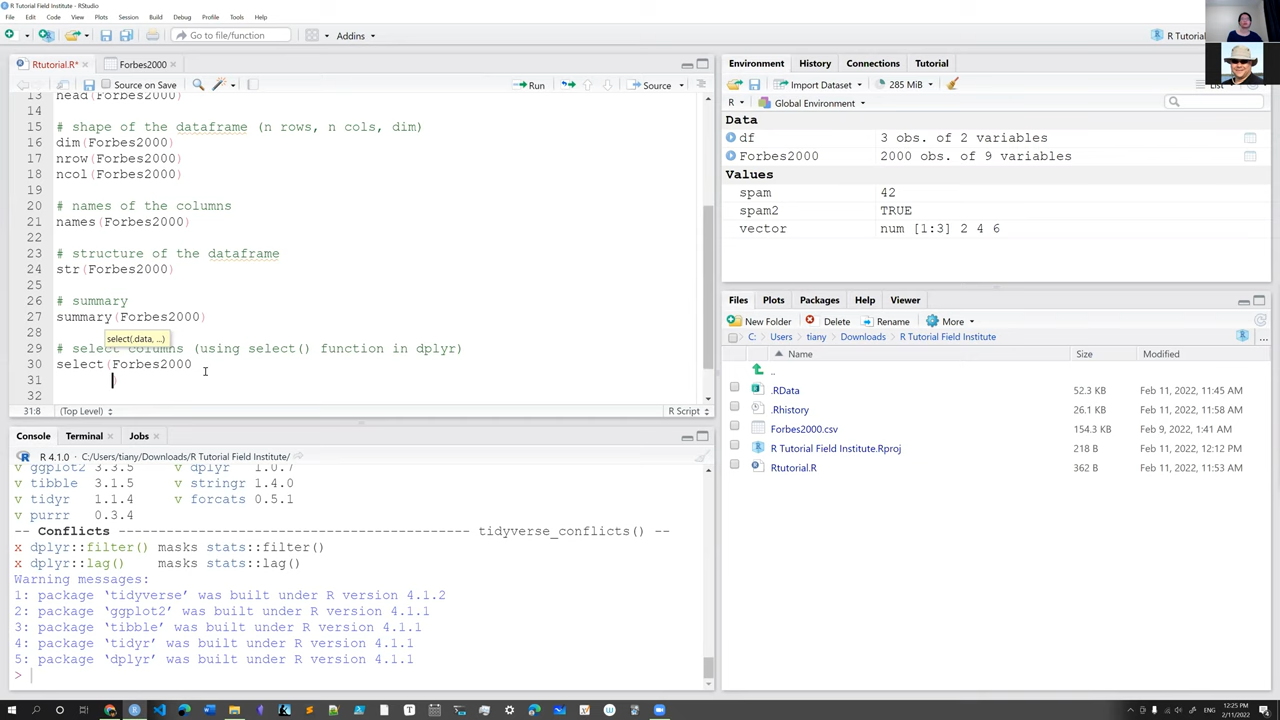 R Tutorial Field Institute - RStudio
File Edit Code View Plots Session Build Debug Profile Tools Help
Go to file/function Addins
R Tutorial
Rtutorial.R* Forbes2000
Source on Save Run Source
13 head(Forbes2000)
14
15 # shape of the dataframe (n rows, n cols, dim)
16 dim(Forbes2000)
17 nrow(Forbes2000)
18 ncol(Forbes2000)
19
20 # names of the columns
21 names(Forbes2000)
22
23 # structure of the dataframe
24 str(Forbes2000)
25
26 # summary
27 summary(Forbes2000)
28 select(.data, ...)
29 # select columns (using select() function in dplyr)
30 select(Forbes2000
31 )
32
31:8 (Top Level) R Script
Console Terminal Jobs
R 4.1.0 C:/Users/tiany/Downloads/R Tutorial Field Institute/
v ggplot2 3.3.5 v dplyr 1.0.7
v tibble 3.1.5 v stringr 1.4.0
v tidyr 1.1.4 v forcats 0.5.1
v purrr 0.3.4
-- Conflicts ------------------------------------------ tidyverse_conflicts() --
x dplyr::filter() masks stats::filter()
x dplyr::lag() masks stats::lag()
Warning messages:
1: package ‘tidyverse’ was built under R version 4.1.2
2: package ‘ggplot2’ was built under R version 4.1.1
3: package ‘tibble’ was built under R version 4.1.1
4: package ‘tidyr’ was built under R version 4.1.1
5: package ‘dplyr’ was built under R version 4.1.1
>
Environment History Connections Tutorial
Import Dataset 285 MiB List
R Global Environment
Data
df 3 obs. of 2 variables
Forbes2000 2000 obs. of 9 variables
Values
spam 42
spam2 TRUE
vector num [1:3] 2 4 6
Files Plots Packages Help Viewer
New Folder Delete Rename More
C: Users tiany Downloads R Tutorial Field Institute ...
Name Size Modified
..
.RData 52.3 KB Feb 11, 2022, 11:45 AM
.Rhistory 26.1 KB Feb 11, 2022, 11:58 AM
Forbes2000.csv 154.3 KB Feb 9, 2022, 1:41 AM
R Tutorial Field Institute.Rproj 218 B Feb 11, 2022, 12:12 PM
Rtutorial.R 362 B Feb 11, 2022, 11:53 AM
ENG 12:25 PM
2/11/2022